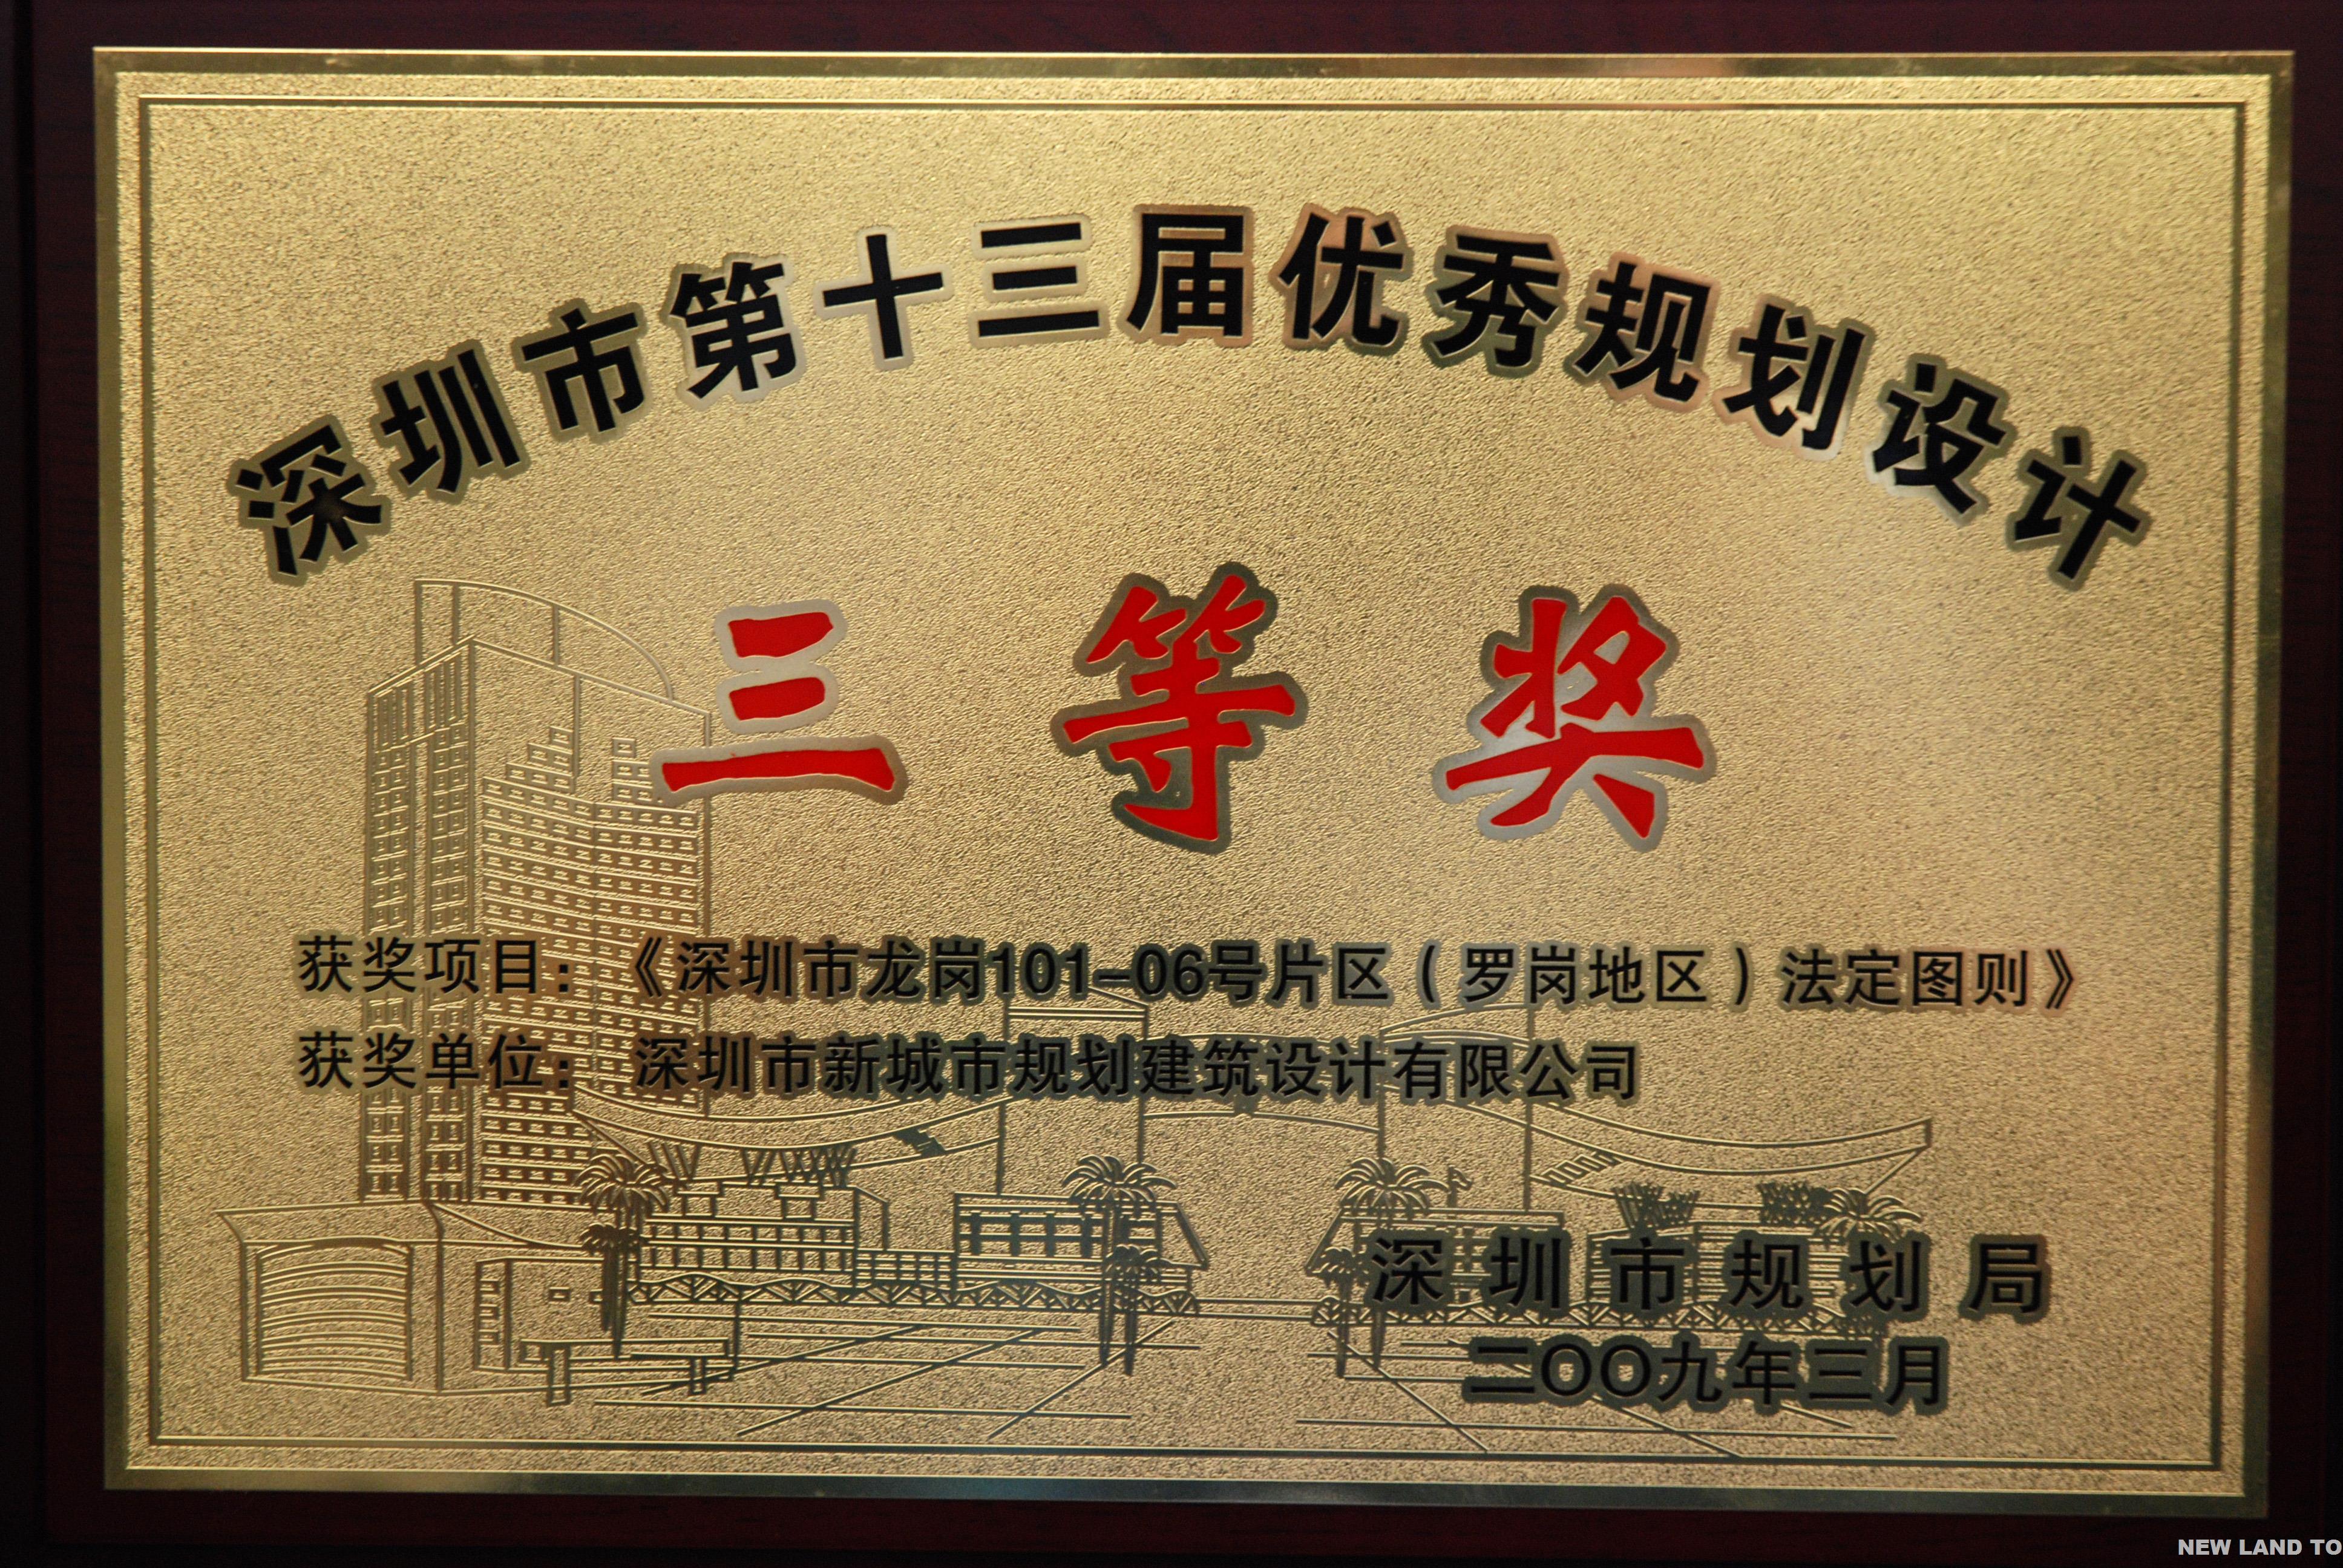 深圳市第十三届优秀规划设计
三等奖
获奖项目：《深圳市龙岗101-06号片区（罗岗地区）法定图则》
获奖单位：深圳市新城市规划建筑设计有限公司
深圳市规划局
二〇〇九年三月
NEW LAND TO